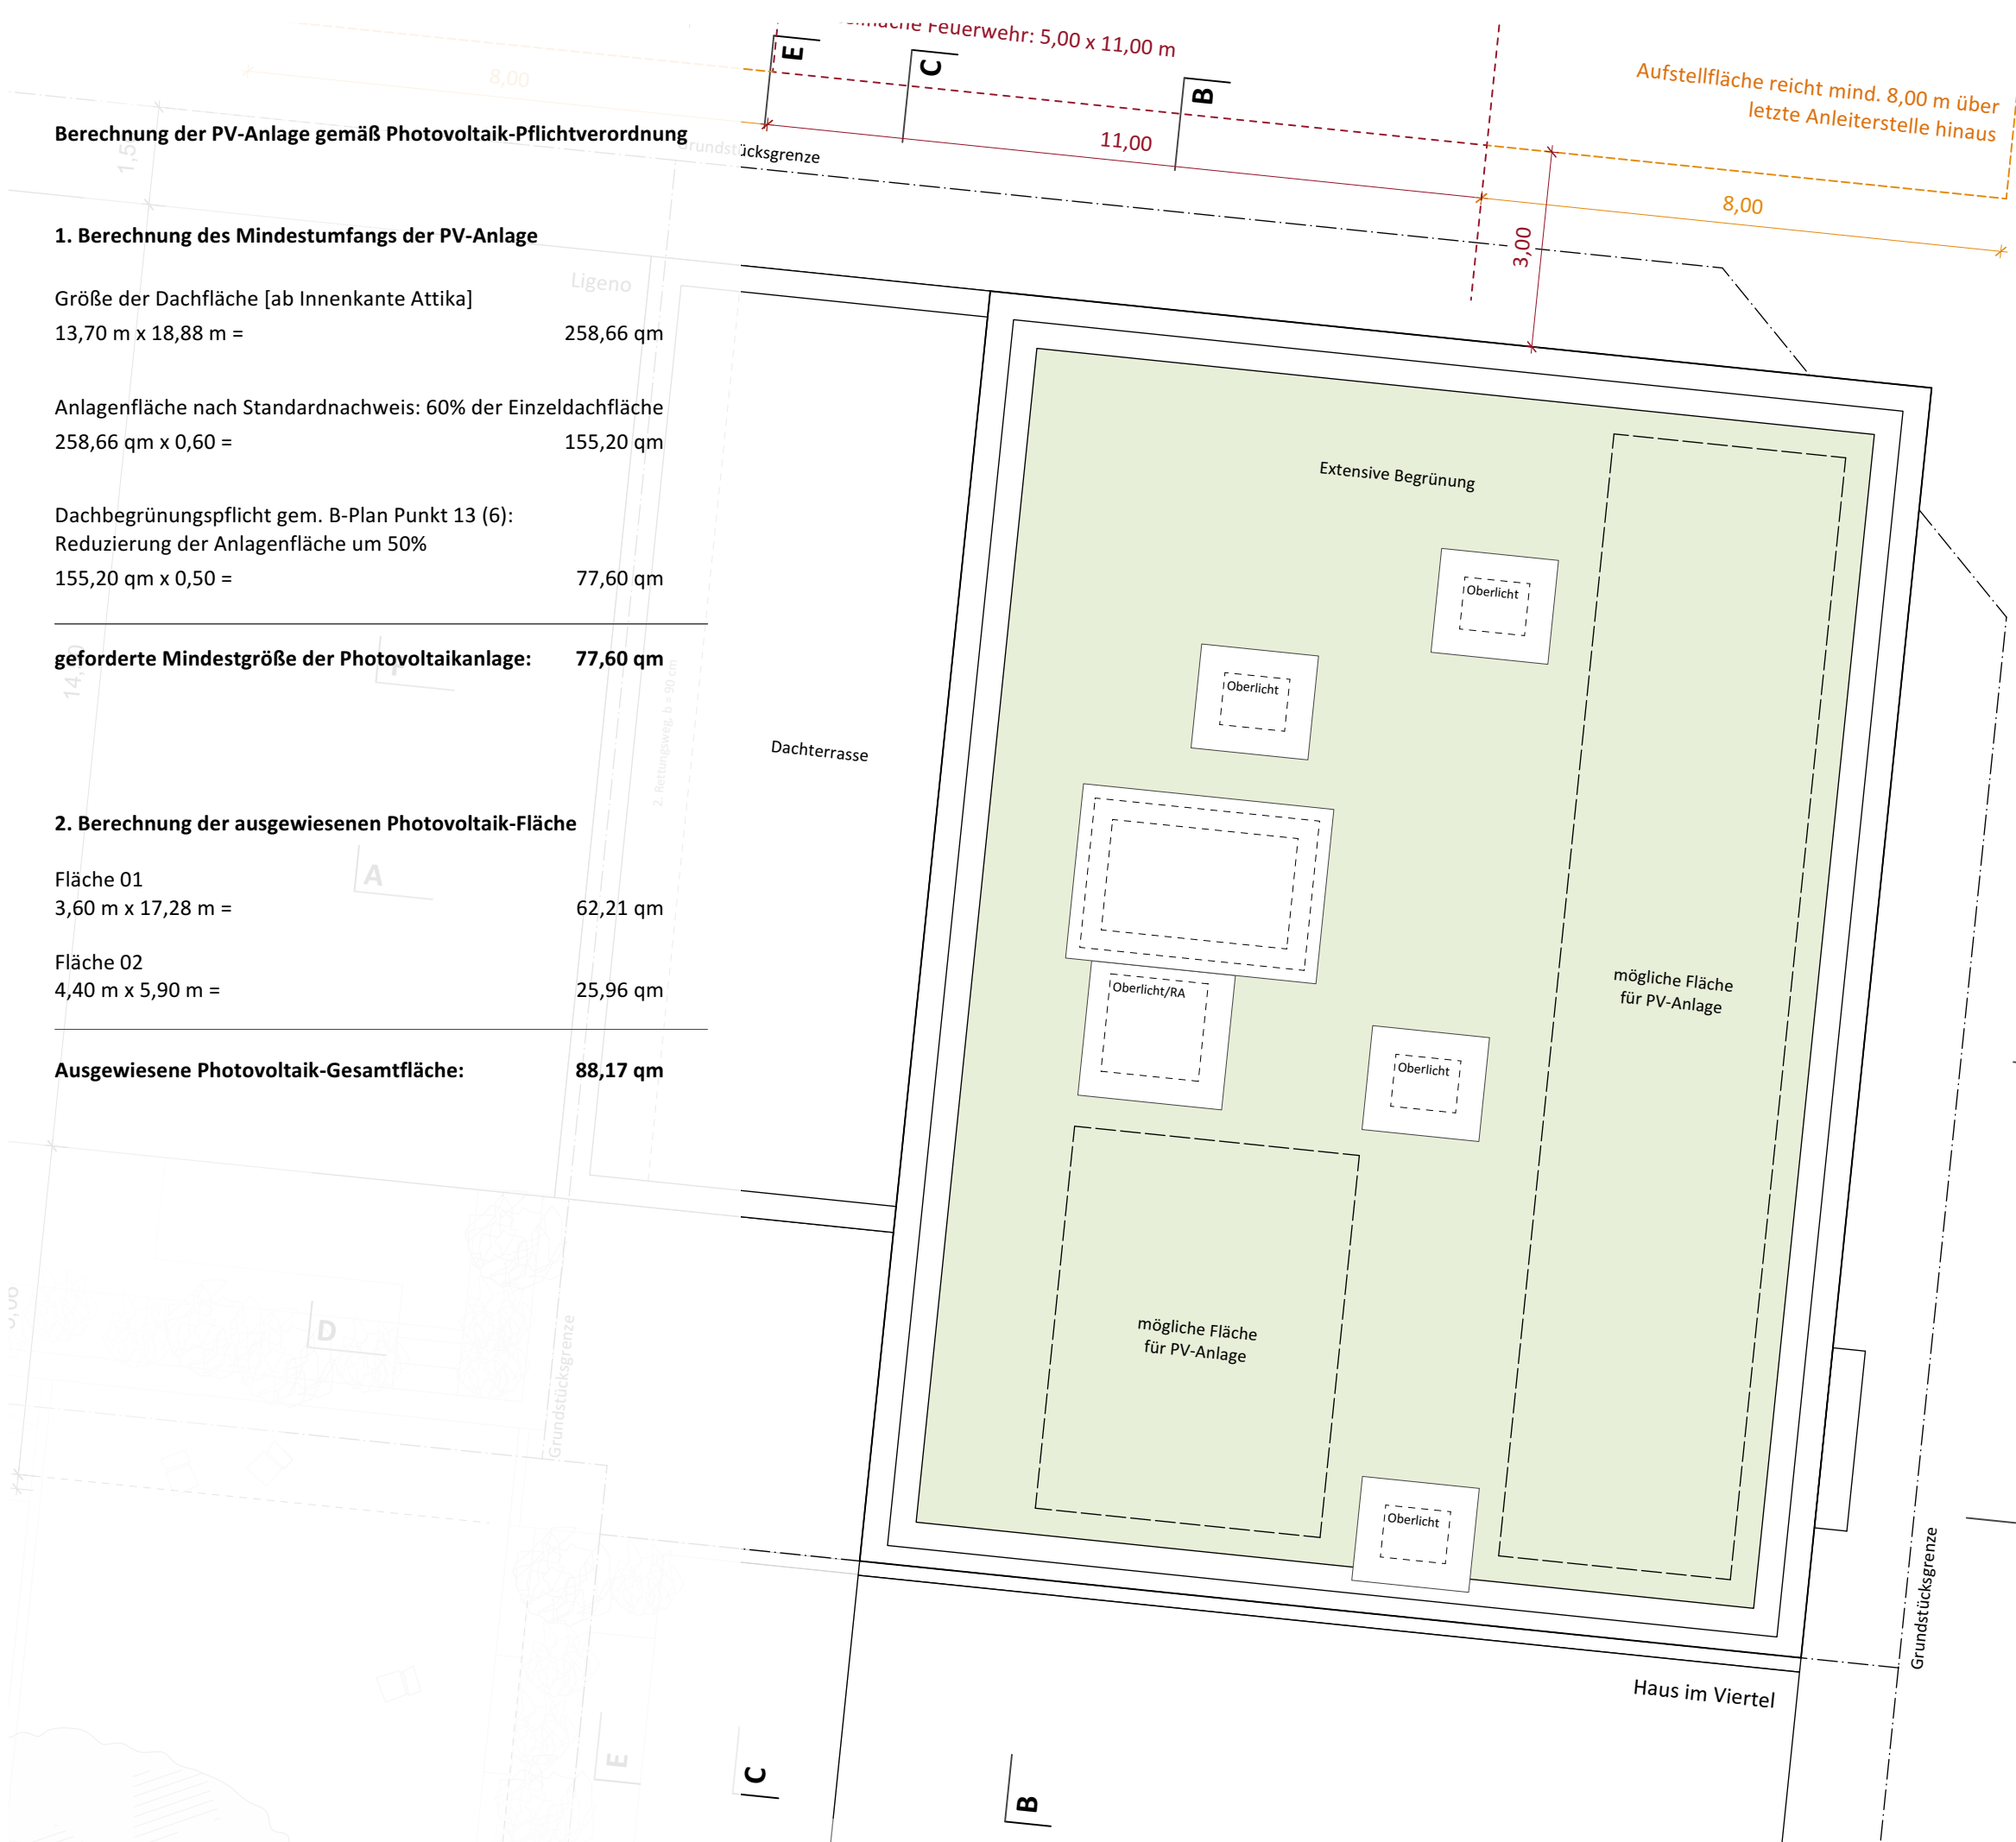 Berechnung der PV-Anlage gemäß Photovoltaik-Pflichtverordnung
1. Berechnung des Mindestumfangs der PV-Anlage
Größe der Dachfläche [ab Innenkante Attika]
13,70 m x 18,88 m = 258,66 qm
Anlagenfläche nach Standardnachweis: 60% der Einzeldachfläche
258,66 qm x 0,60 = 155,20 qm
Dachbegrünungspflicht gem. B-Plan Punkt 13 (6):
Reduzierung der Anlagenfläche um 50%
155,20 qm x 0,50 = 77,60 qm
geforderte Mindestgröße der Photovoltaikanlage: 77,60 qm
2. Berechnung der ausgewiesenen Photovoltaik-Fläche
Fläche 01
3,60 m x 17,28 m = 62,21 qm
Fläche 02
4,40 m x 5,90 m = 25,96 qm
Ausgewiesene Photovoltaik-Gesamtfläche: 88,17 qm
Feuerwehr: 5,00 x 11,00 m
E
C
B
8,00
11,00
Aufstellfläche reicht mind. 8,00 m über
letzte Anleiterstelle hinaus
8,00
3,00
Grundstücksgrenze
Ligeno
2. Rettungsweg, b = 90 cm
A
D
Grundstücksgrenze
Dachterrasse
Extensive Begrünung
Oberlicht
Oberlicht
Oberlicht/RA
Oberlicht
mögliche Fläche
für PV-Anlage
mögliche Fläche
für PV-Anlage
Oberlicht
Grundstücksgrenze
Haus im Viertel
E
C
B